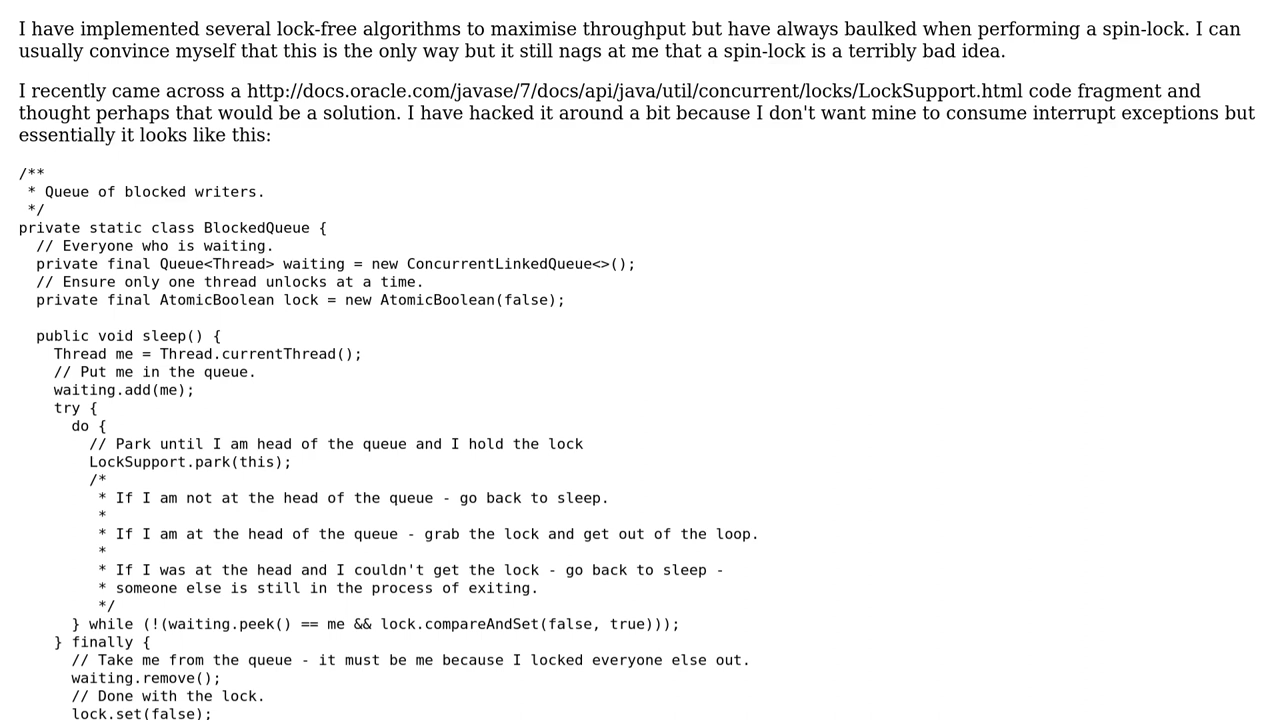 I have implemented several lock-free algorithms to maximise throughput but have always baulked when performing a spin-lock. I can
usually convince myself that this is the only way but it still nags at me that a spin-lock is a terribly bad idea.
I recently came across a http://docs.oracle.com/javase/7/docs/api/java/util/concurrent/locks/LockSupport.html code fragment and
thought perhaps that would be a solution. I have hacked it around a bit because I don't want mine to consume interrupt exceptions but
essentially it looks like this:
/**
 * Queue of blocked writers.
 */
private static class BlockedQueue {
  // Everyone who is waiting.
  private final Queue<Thread> waiting = new ConcurrentLinkedQueue<>();
  // Ensure only one thread unlocks at a time.
  private final AtomicBoolean lock = new AtomicBoolean(false);

  public void sleep() {
    Thread me = Thread.currentThread();
    // Put me in the queue.
    waiting.add(me);
    try {
      do {
        // Park until I am head of the queue and I hold the lock
        LockSupport.park(this);
        /*
         * If I am not at the head of the queue - go back to sleep.
         *
         * If I am at the head of the queue - grab the lock and get out of the loop.
         *
         * If I was at the head and I couldn't get the lock - go back to sleep -
         * someone else is still in the process of exiting.
         */
      } while (!(waiting.peek() == me && lock.compareAndSet(false, true)));
    } finally {
      // Take me from the queue - it must be me because I locked everyone else out.
      waiting.remove();
      // Done with the lock.
      lock.set(false);